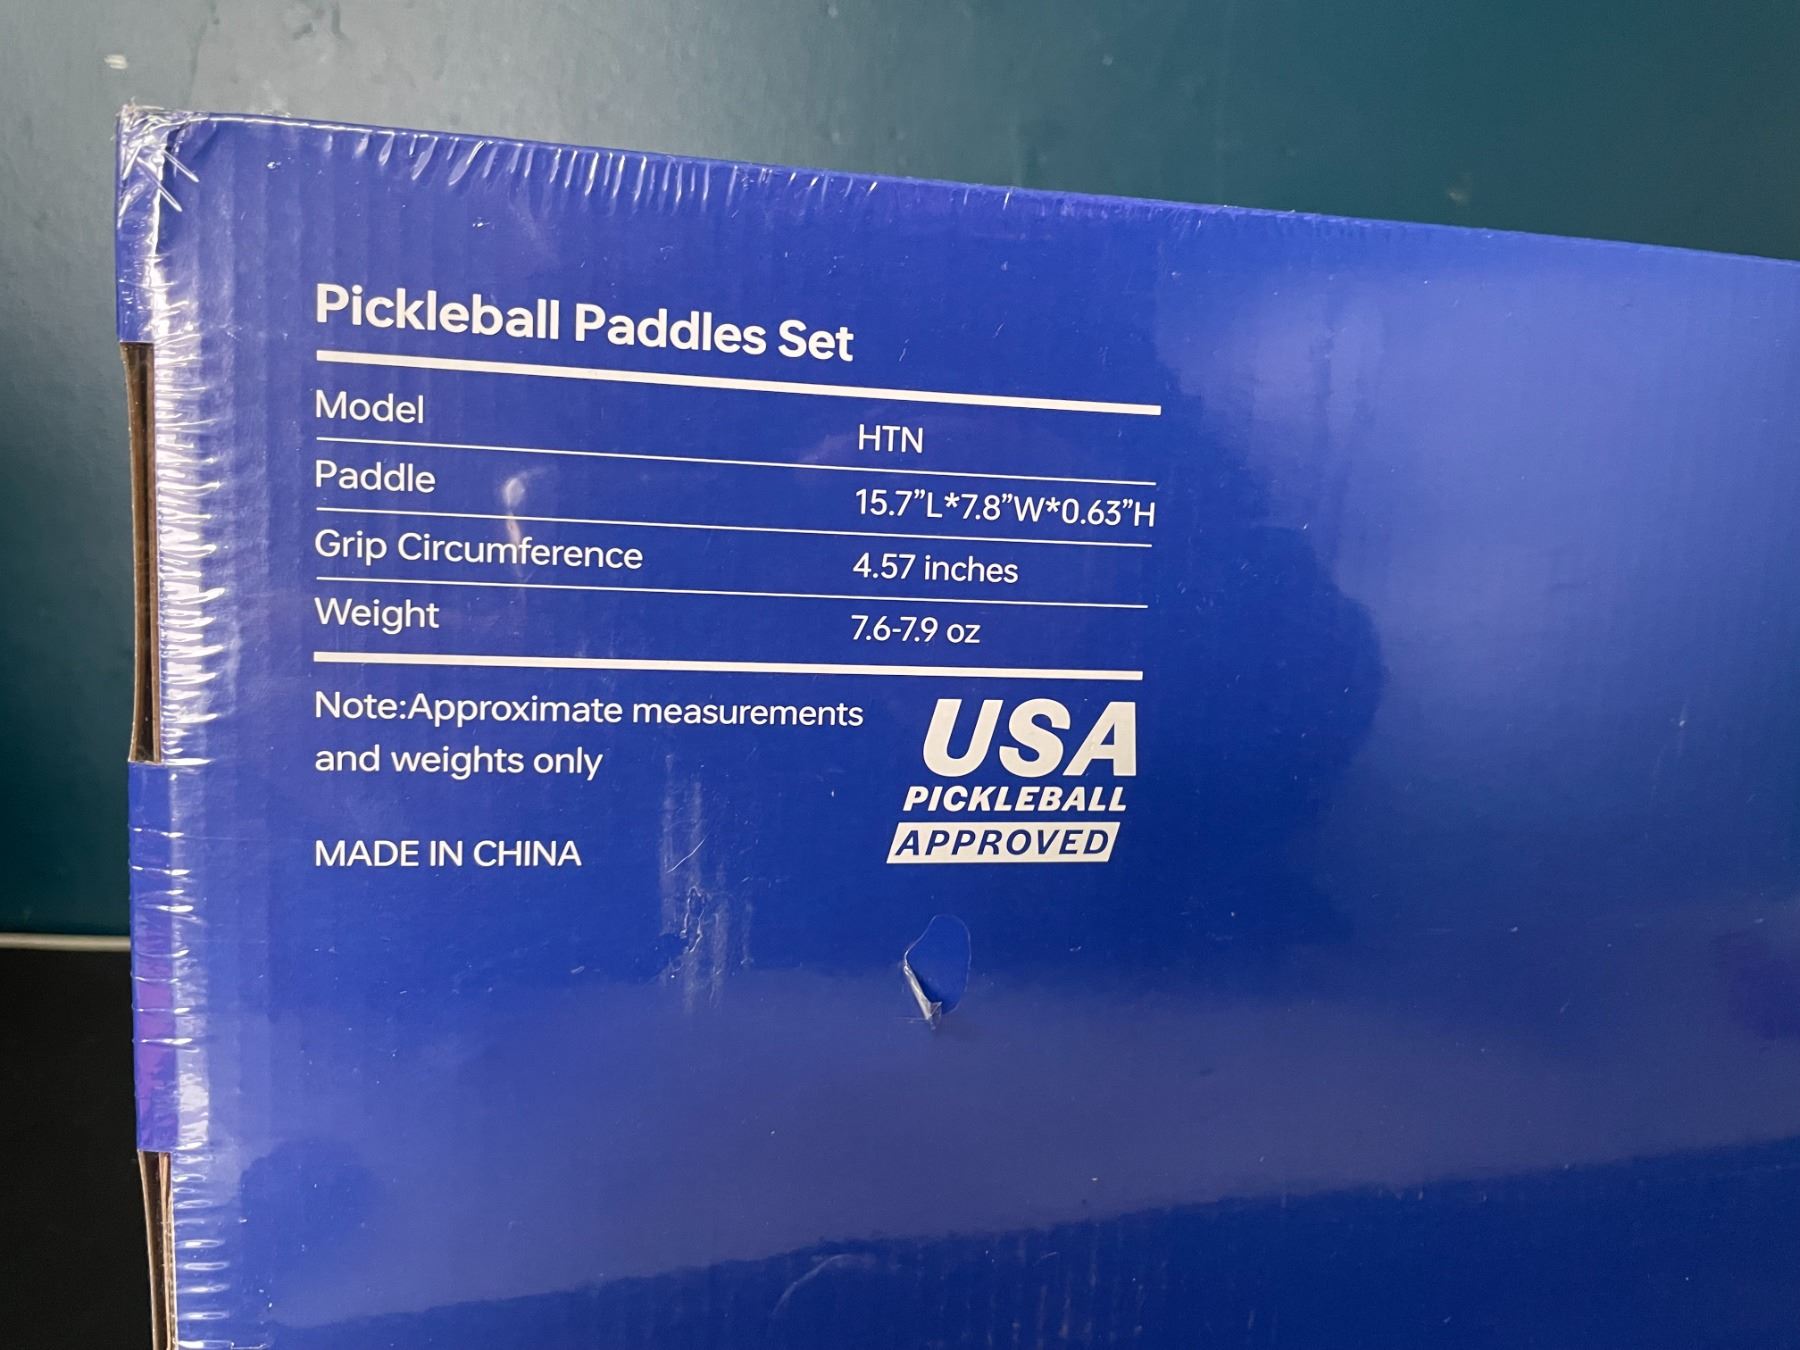 Pickleball Paddles Set
Model HTN
Paddle 15.7”L*7.8”W*0.63”H
Grip Circumference 4.57 inches
Weight 7.6-7.9 oz
Note:Approximate measurements
and weights only
MADE IN CHINA
USA
PICKLEBALL
APPROVED